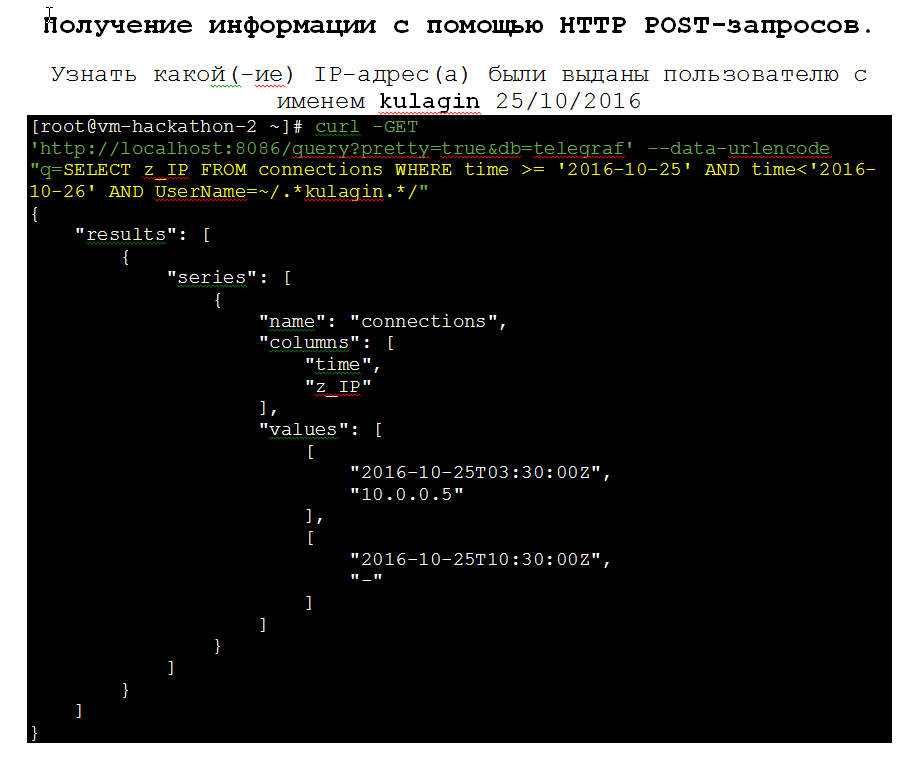 Получение информации с помощью HTTP POST-запросов.
Узнать какой(-ие) IP-адрес(а) были выданы пользователю с
именем kulagin 25/10/2016
[root@vm-hackathon-2 ~]# curl -GET
'http://localhost:8086/query?pretty=true&db=telegraf' --data-urlencode
"q=SELECT z_IP FROM connections WHERE time >= '2016-10-25' AND time<'2016-
10-26' AND UserName=~/.*kulagin.*/"
{
    "results": [
        {
            "series": [
                {
                    "name": "connections",
                    "columns": [
                        "time",
                        "z_IP"
                    ],
                    "values": [
                        [
                            "2016-10-25T03:30:00Z",
                            "10.0.0.5"
                        ],
                        [
                            "2016-10-25T10:30:00Z",
                            "-"
                        ]
                    ]
                }
            ]
        }
    ]
}